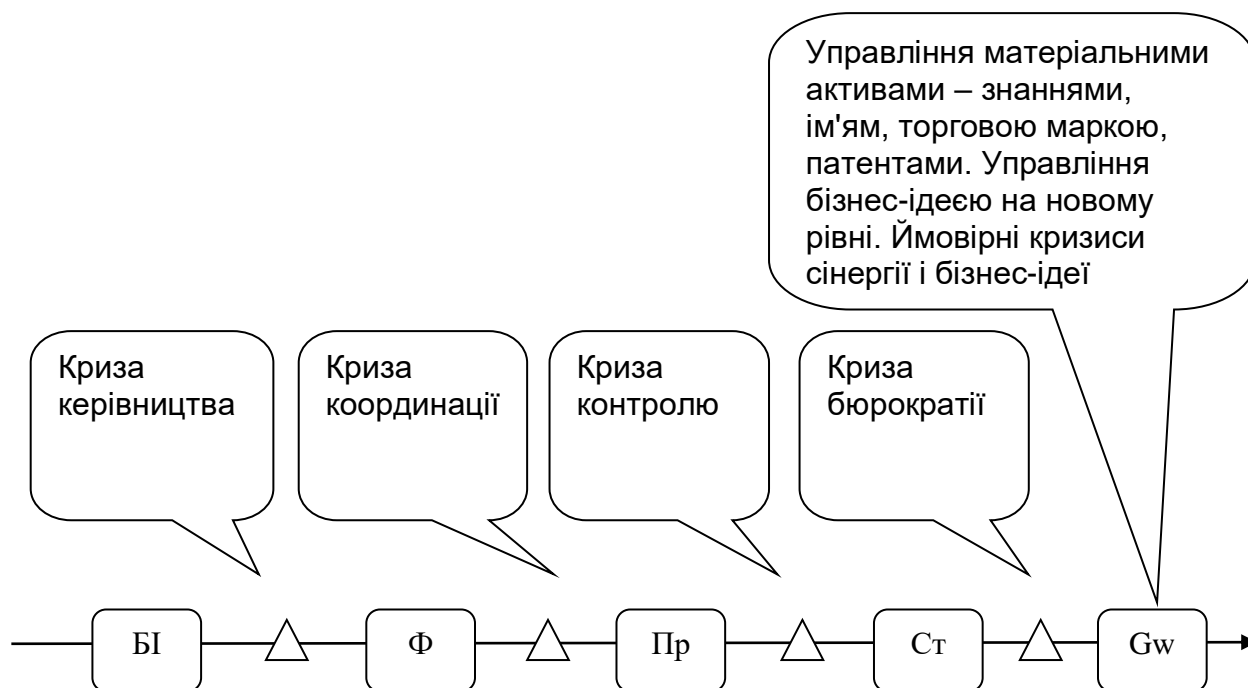 Управління матеріальними
активами – знаннями,
ім'ям, торговою маркою,
патентами. Управління
бізнес-ідеєю на новому
рівні. Ймовірні кризиси
сінергії і бізнес-ідеї
Криза
керівництва
Криза
координації
Криза
контролю
Криза
бюрократії
БІ
Ф
Пр
Ст
Gw